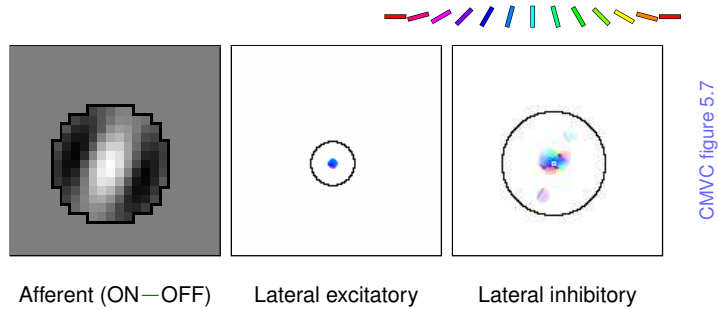 CMVC figure 5.7
Afferent (ON−OFF)
Lateral excitatory
Lateral inhibitory